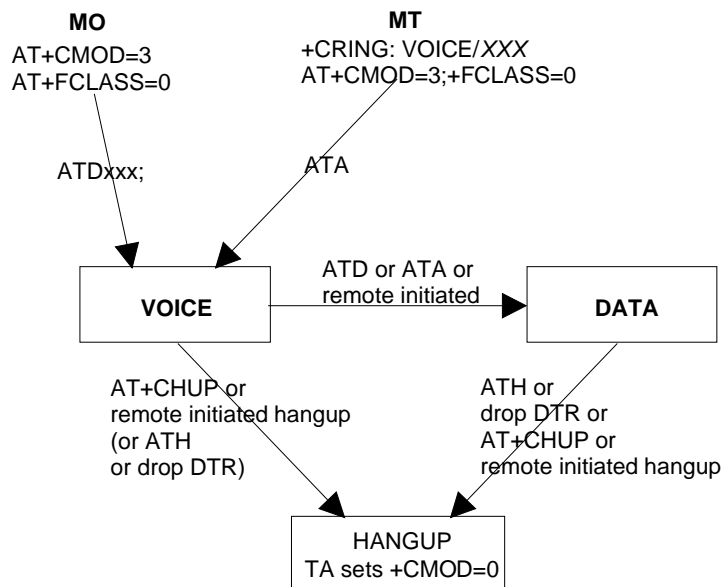 MO
AT+CMOD=3
AT+FCLASS=0
MT
+CRING: VOICE/XXX
AT+CMOD=3;+FCLASS=0
ATDxxx;
ATA
VOICE
ATD or ATA or
remote initiated
DATA
AT+CHUP or
remote initiated hangup
(or ATH
or drop DTR)
ATH or
drop DTR or
AT+CHUP or
remote initiated hangup
HANGUP
TA sets +CMOD=0